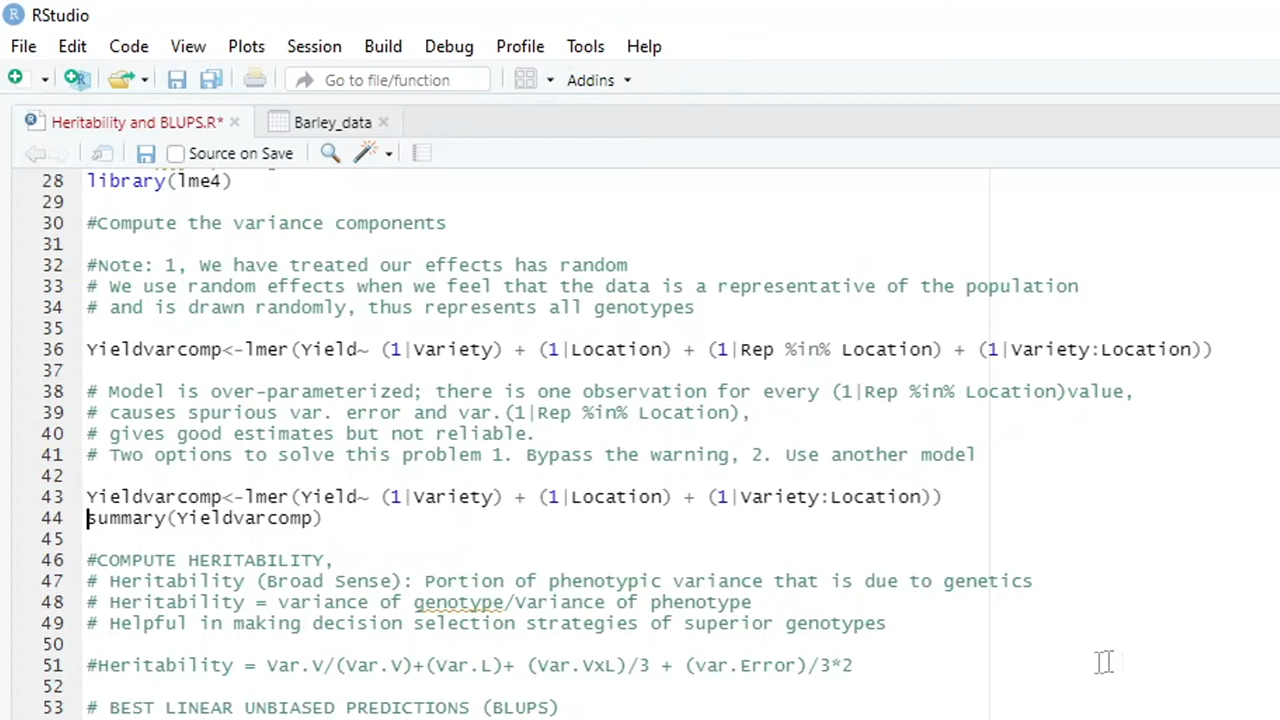 RStudio
File Edit Code View Plots Session Build Debug Profile Tools Help
Go to file/function Addins
Heritability and BLUPS.R* Barley_data
Source on Save
28 library(lme4)
29
30 #Compute the variance components
31
32 #Note: 1, We have treated our effects has random
33 # We use random effects when we feel that the data is a representative of the population
34 # and is drawn randomly, thus represents all genotypes
35
36 Yieldvarcomp<-lmer(Yield~ (1|Variety) + (1|Location) + (1|Rep %in% Location) + (1|Variety:Location))
37
38 # Model is over-parameterized; there is one observation for every (1|Rep %in% Location)value,
39 # causes spurious var. error and var.(1|Rep %in% Location),
40 # gives good estimates but not reliable.
41 # Two options to solve this problem 1. Bypass the warning, 2. Use another model
42
43 Yieldvarcomp<-lmer(Yield~ (1|Variety) + (1|Location) + (1|Variety:Location))
44 summary(Yieldvarcomp)
45
46 #COMPUTE HERITABILITY,
47 # Heritability (Broad Sense): Portion of phenotypic variance that is due to genetics
48 # Heritability = variance of genotype/Variance of phenotype
49 # Helpful in making decision selection strategies of superior genotypes
50
51 #Heritability = Var.V/(Var.V)+(Var.L)+ (Var.VxL)/3 + (var.Error)/3*2
52
53 # BEST LINEAR UNBIASED PREDICTIONS (BLUPS)